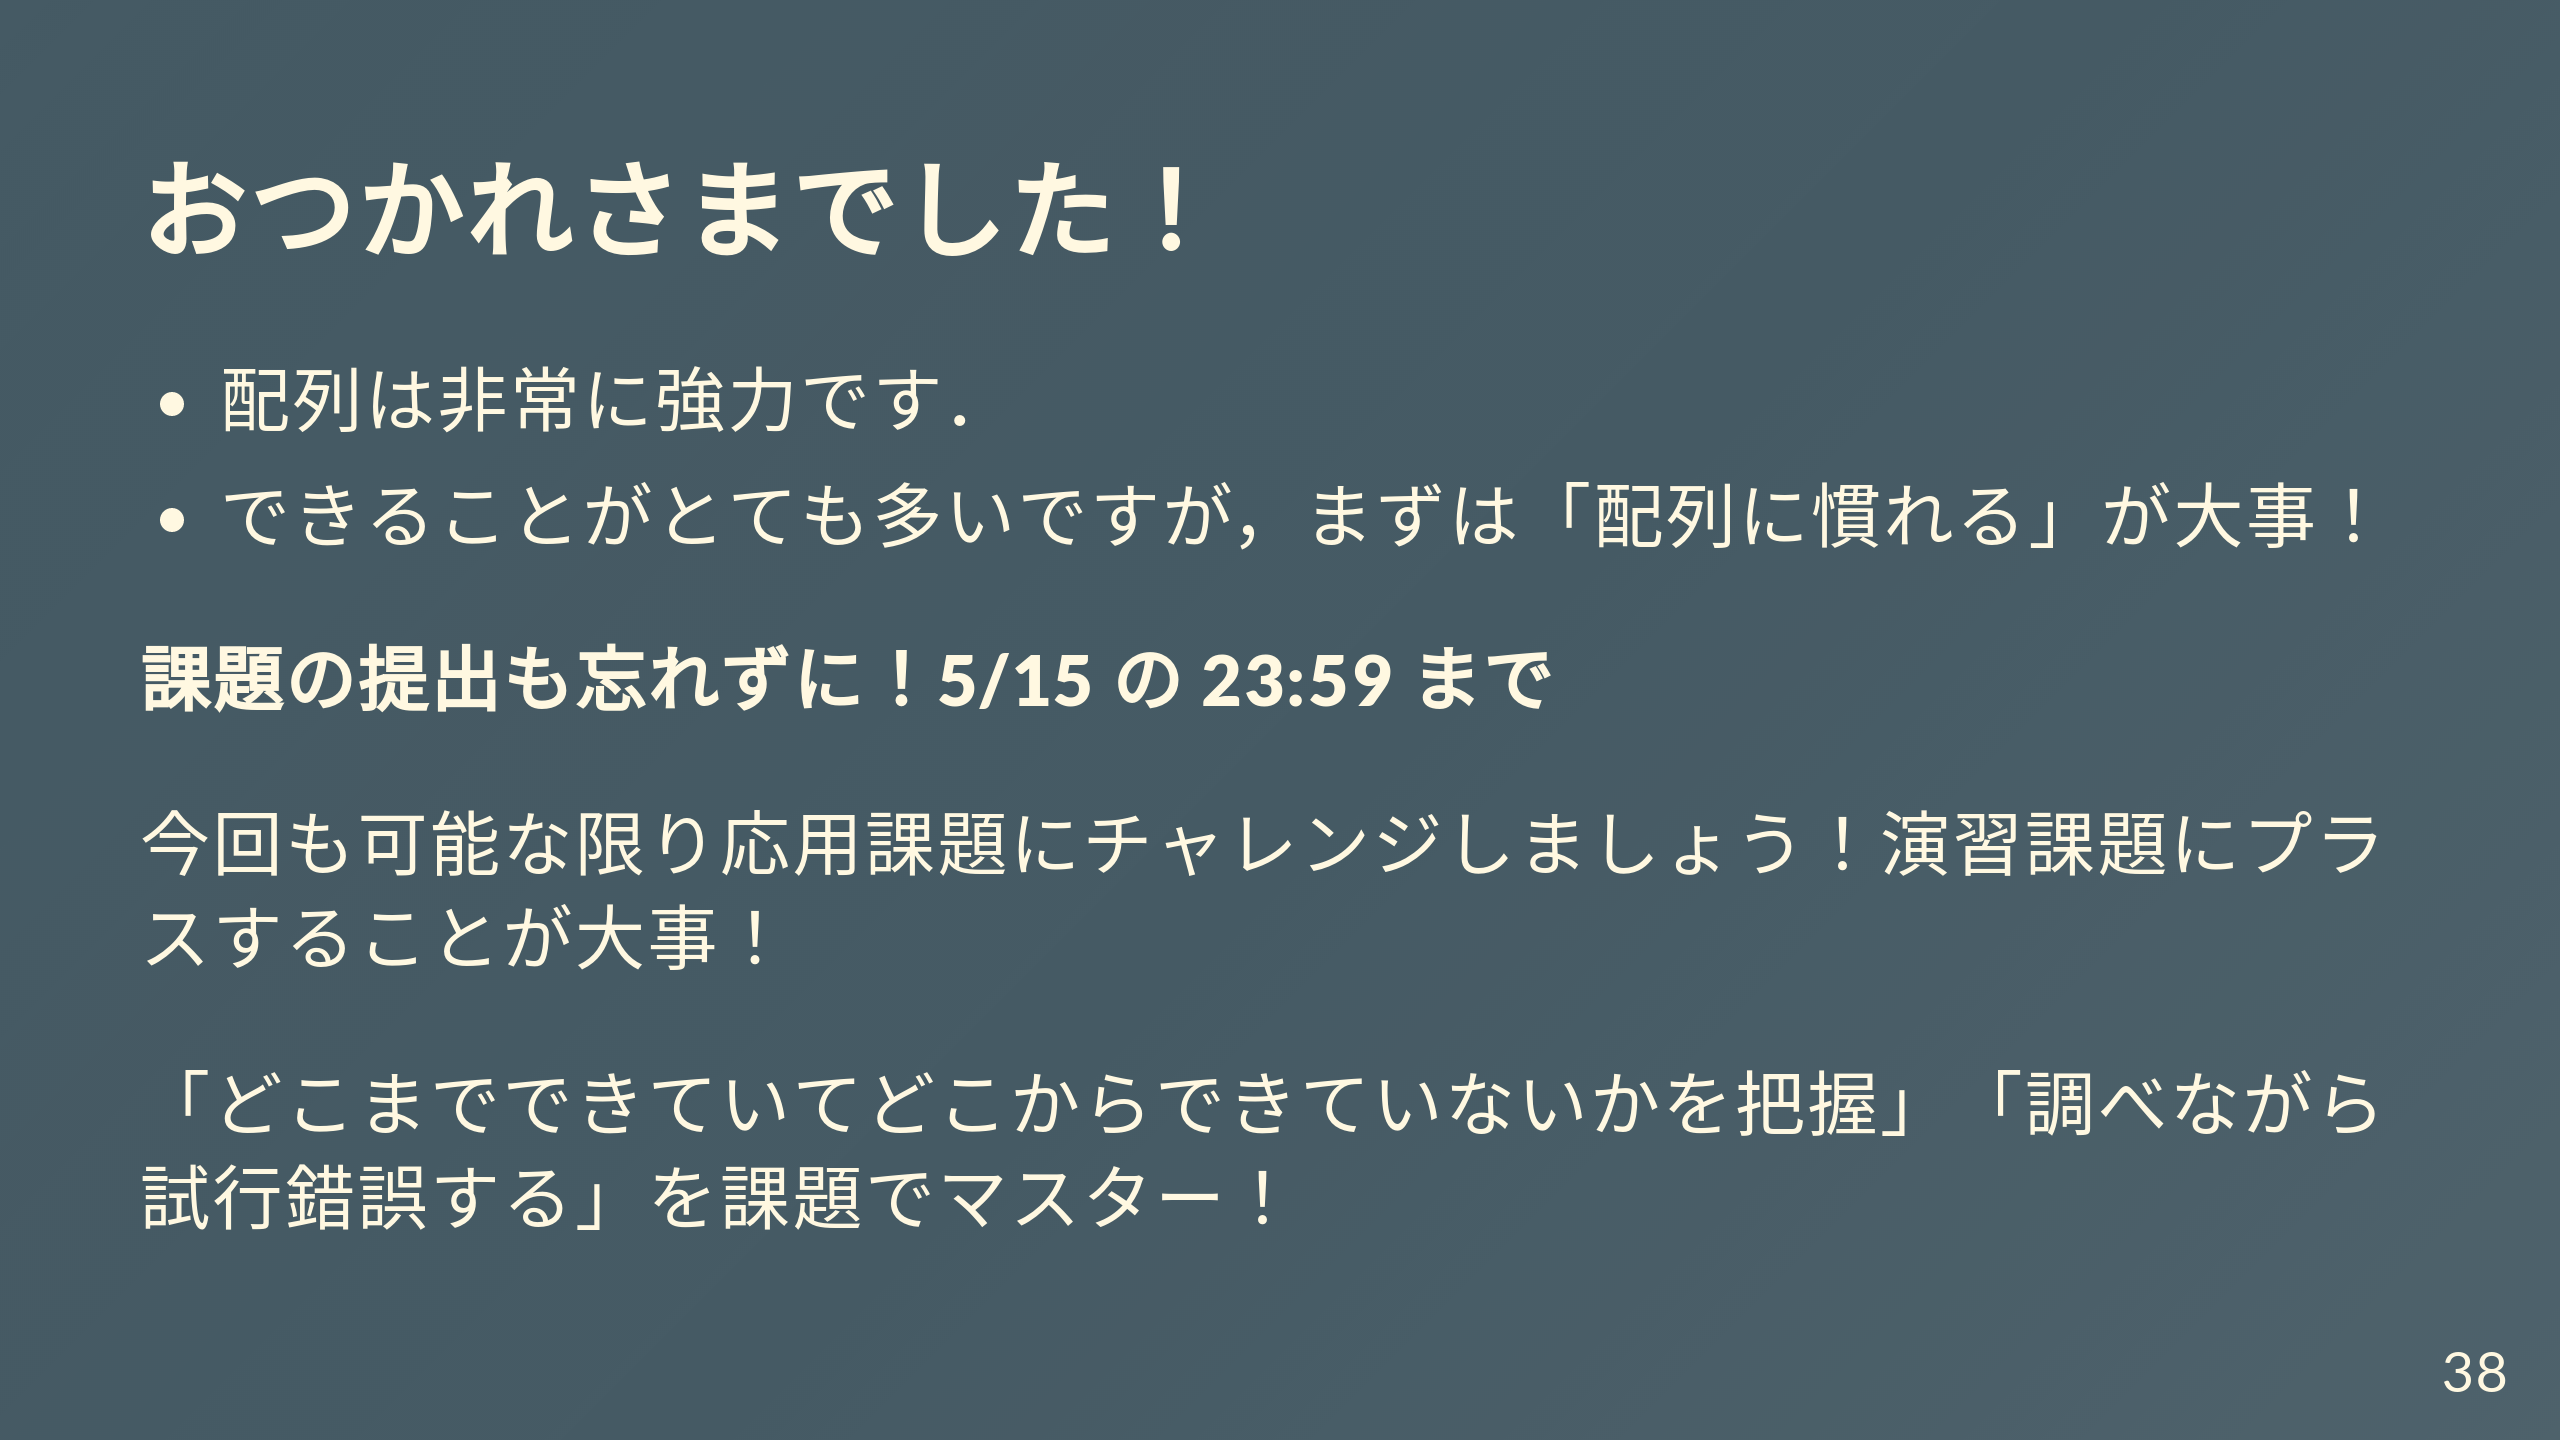 おつかれさまでした！
• 配列は非常に強力です．
• できることがとても多いですが，まずは「配列に慣れる」が大事！
課題の提出も忘れずに！5/15 の 23:59 まで
今回も可能な限り応用課題にチャレンジしましょう！演習課題にプラ
スすることが大事！
「どこまでできていてどこからできていないかを把握」「調べながら
試行錯誤する」を課題でマスター！
38